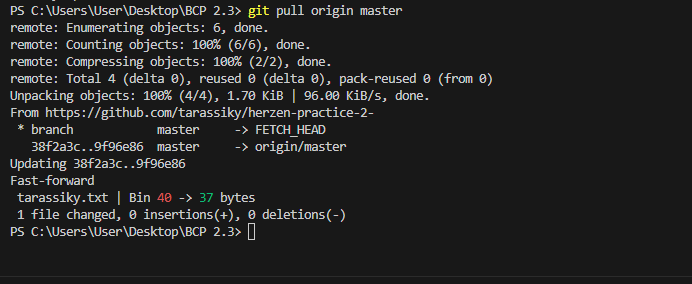 PS C:\Users\User\Desktop\BCP 2.3> git pull origin master
remote: Enumerating objects: 6, done.
remote: Counting objects: 100% (6/6), done.
remote: Compressing objects: 100% (2/2), done.
remote: Total 4 (delta 0), reused 0 (delta 0), pack-reused 0 (from 0)
Unpacking objects: 100% (4/4), 1.70 KiB | 96.00 KiB/s, done.
From https://github.com/tarassiky/herzen-practice-2-
 * branch            master     -> FETCH_HEAD
   38f2a3c..9f96e86  master     -> origin/master
Updating 38f2a3c..9f96e86
Fast-forward
 tarassiky.txt | Bin 40 -> 37 bytes
 1 file changed, 0 insertions(+), 0 deletions(-)
PS C:\Users\User\Desktop\BCP 2.3>